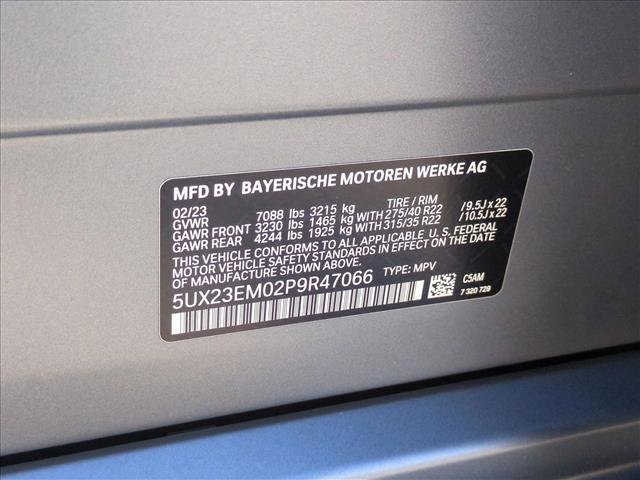 MFD BY BAYERISCHE MOTOREN WERKE AG
02/23
GVWR 7088 lbs 3215 kg TIRE / RIM
GAWR FRONT 3230 lbs 1465 kg WITH 275/40 R22 /9.5J x 22
GAWR REAR 4244 lbs 1925 kg WITH 315/35 R22 /10.5J x 22
THIS VEHICLE CONFORMS TO ALL APPLICABLE U. S. FEDERAL
MOTOR VEHICLE SAFETY STANDARDS IN EFFECT ON THE DATE
OF MANUFACTURE SHOWN ABOVE.
5UX23EM02P9R47066 TYPE: MPV
C5AM
7 320 729